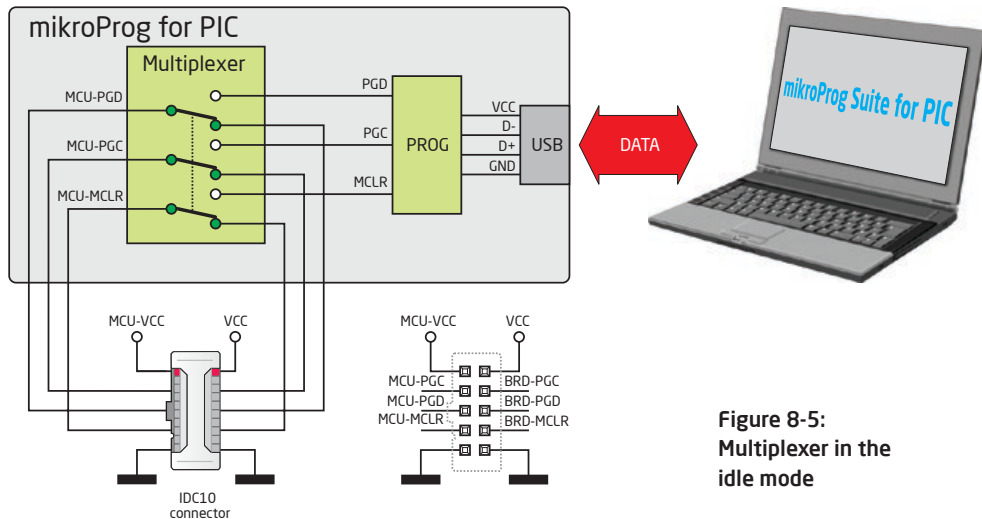 mikroProg for PIC
Multiplexer
MCU-PGD
MCU-PGC
MCU-MCLR
PGD
PGC
MCLR
PROG
VCC
D-
D+
GND
USB
DATA
mikroProg Suite for PIC
MCU-VCC
VCC
IDC10
connector
MCU-VCC
VCC
MCU-PGC
BRD-PGC
MCU-PGD
BRD-PGD
MCU-MCLR
BRD-MCLR
Figure 8-5:
Multiplexer in the
idle mode